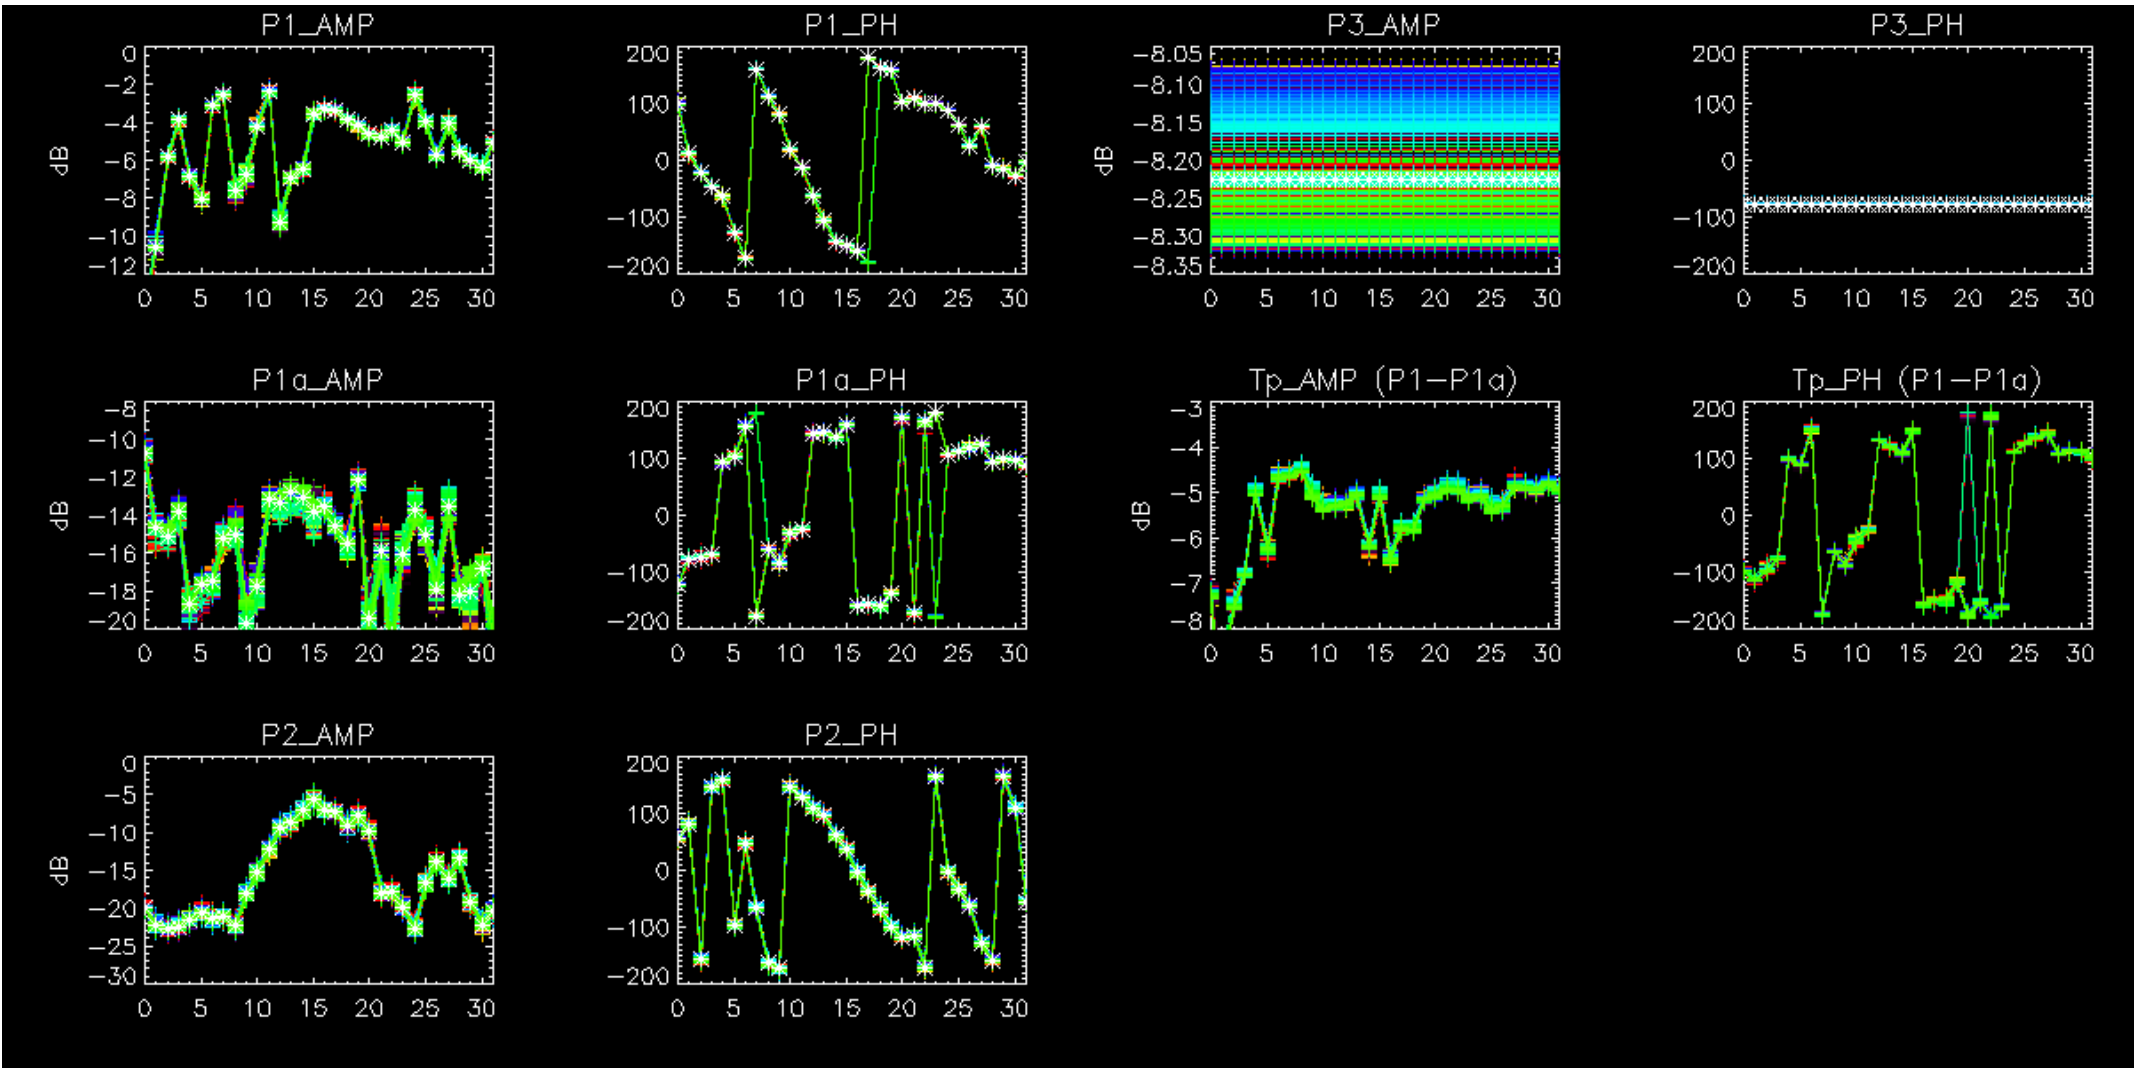 P1_AMP
P1_PH
P3_AMP
P3_PH
0
-2
-4
-6
-8
-10
-12
dB
0 5 10 15 20 25 30
200
100
0
-100
-200
0 5 10 15 20 25 30
-8.05
-8.10
-8.15
-8.20
-8.25
-8.30
-8.35
dB
0 5 10 15 20 25 30
200
100
0
-100
-200
0 5 10 15 20 25 30
P1a_AMP
P1a_PH
Tp_AMP (P1-P1a)
Tp_PH (P1-P1a)
-8
-10
-12
-14
-16
-18
-20
dB
0 5 10 15 20 25 30
200
100
0
-100
-200
0 5 10 15 20 25 30
-3
-4
-5
-6
-7
-8
dB
0 5 10 15 20 25 30
200
100
0
-100
-200
0 5 10 15 20 25 30
P2_AMP
P2_PH
0
-5
-10
-15
-20
-25
-30
dB
0 5 10 15 20 25 30
200
100
0
-100
-200
0 5 10 15 20 25 30